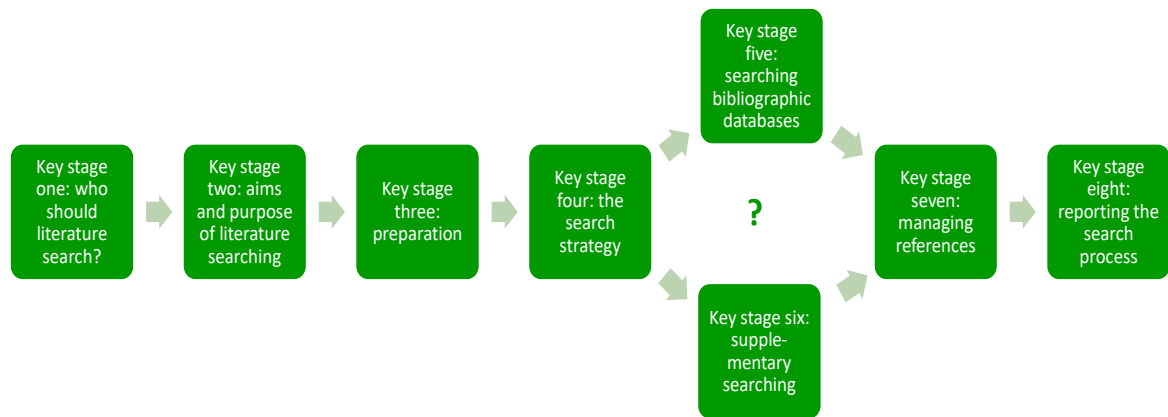 Key stage
one: who
should
literature
search?
Key stage
two: aims
and purpose
of literature
searching
Key stage
three:
preparation
Key stage
four: the
search
strategy
Key stage
five:
searching
bibliographic
databases
?
Key stage six:
supple-
mentary
searching
Key stage
seven:
managing
references
Key stage
eight:
reporting the
search
process